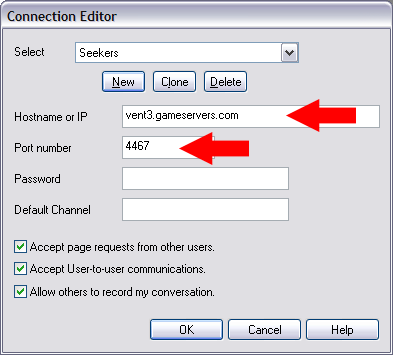 Connection Editor
Select Seekers
New Clone Delete
Hostname or IP vent3.gameservers.com
Port number 4467
Password
Default Channel
Accept page requests from other users.
Accept User-to-user communications.
Allow others to record my conversation.
OK Cancel Help